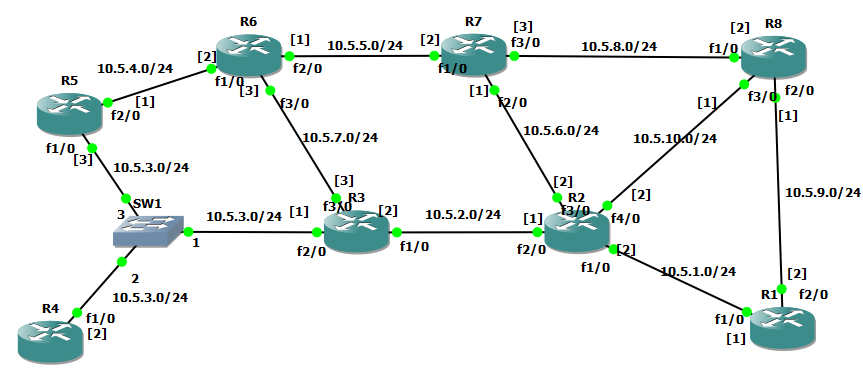 R6
[1]
[2]
10.5.5.0/24
f2/0
f1/0
[3]
f3/0
R7
[2]
[3]
f3/0
f1/0
[1]
f2/0
10.5.8.0/24
R8
[2]
f1/0
f3/0
f2/0
[1]
[1]
10.5.4.0/24
R5
[1]
f2/0
f1/0
[3]
10.5.3.0/24
10.5.7.0/24
10.5.6.0/24
10.5.10.0/24
10.5.9.0/24
SW1
3
1
2
10.5.3.0/24
10.5.3.0/24
[3]
R3
f3/0
[1]
[2]
f2/0
f1/0
10.5.2.0/24
[2]
R2
[2]
f3/0
[1]
f4/0
f2/0
f1/0
[2]
10.5.1.0/24
[2]
R1
f2/0
f1/0
[1]
R4
f1/0
[2]